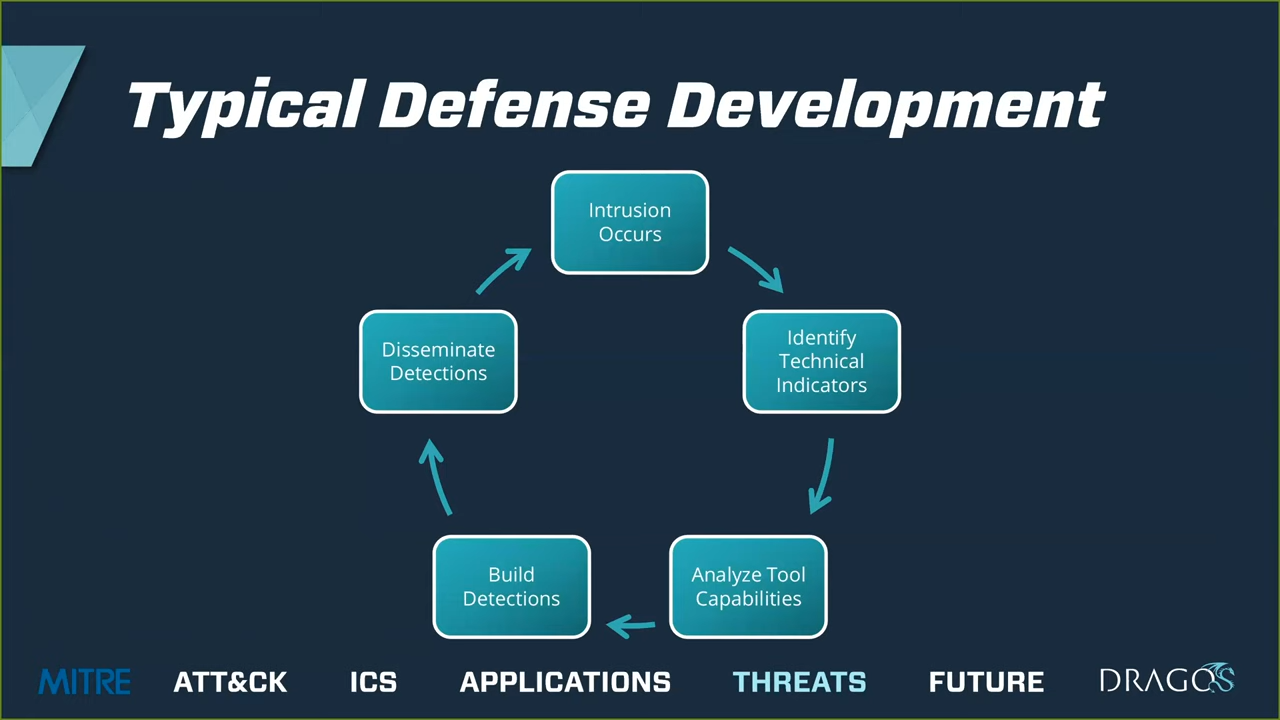 Typical Defense Development
Intrusion
Occurs
Identify
Technical
Indicators
Analyze Tool
Capabilities
Build
Detections
Disseminate
Detections
MITRE ATT&CK ICS APPLICATIONS THREATS FUTURE DRAGOS